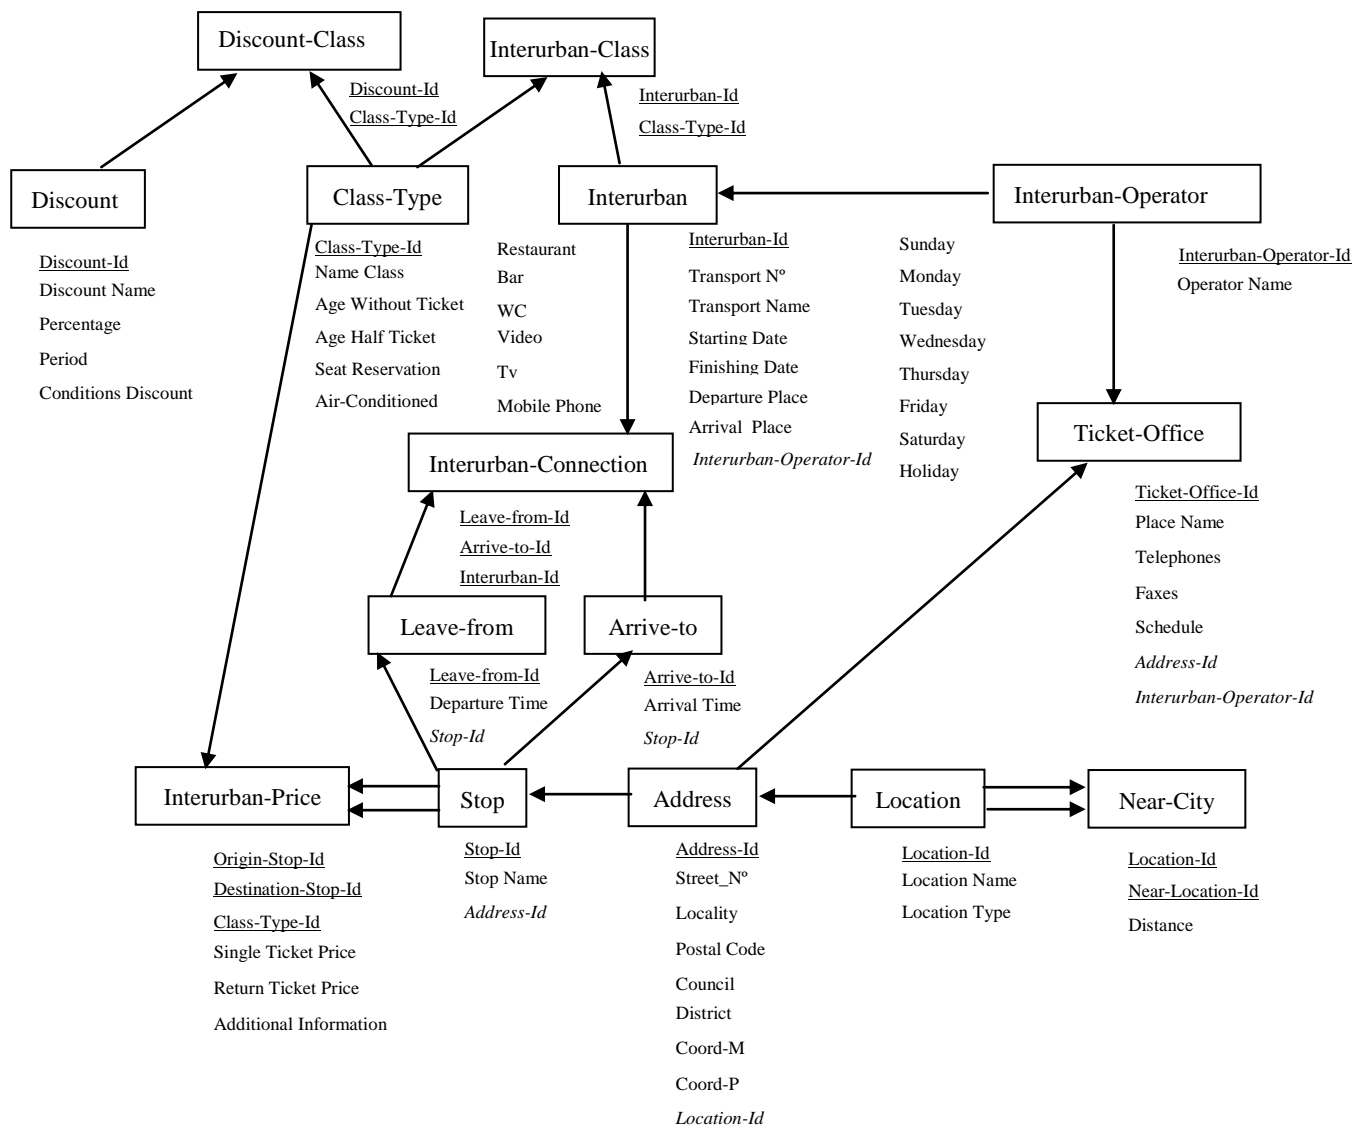 Discount-Class
Interurban-Class
Discount-Id
Class-Type-Id
Interurban-Id
Class-Type-Id
Discount
Class-Type
Interurban
Interurban-Operator
Discount-Id
Discount Name
Percentage
Period
Conditions Discount
Class-Type-Id
Name Class
Age Without Ticket
Age Half Ticket
Seat Reservation
Air-Conditioned
Restaurant
Bar
WC
Video
Tv
Mobile Phone
Interurban-Id
Transport Nº
Transport Name
Starting Date
Finishing Date
Departure Place
Arrival Place
Interurban-Operator-Id
Sunday
Monday
Tuesday
Wednesday
Thursday
Friday
Saturday
Holiday
Interurban-Operator-Id
Operator Name
Interurban-Connection
Leave-from-Id
Arrive-to-Id
Interurban-Id
Ticket-Office
Ticket-Office-Id
Place Name
Telephones
Faxes
Schedule
Address-Id
Interurban-Operator-Id
Leave-from
Leave-from-Id
Departure Time
Stop-Id
Arrive-to
Arrive-to-Id
Arrival Time
Stop-Id
Interurban-Price
Stop
Address
Location
Near-City
Origin-Stop-Id
Destination-Stop-Id
Class-Type-Id
Single Ticket Price
Return Ticket Price
Additional Information
Stop-Id
Stop Name
Address-Id
Address-Id
Street_Nº
Locality
Postal Code
Council
District
Coord-M
Coord-P
Location-Id
Location-Id
Location Name
Location Type
Location-Id
Near-Location-Id
Distance